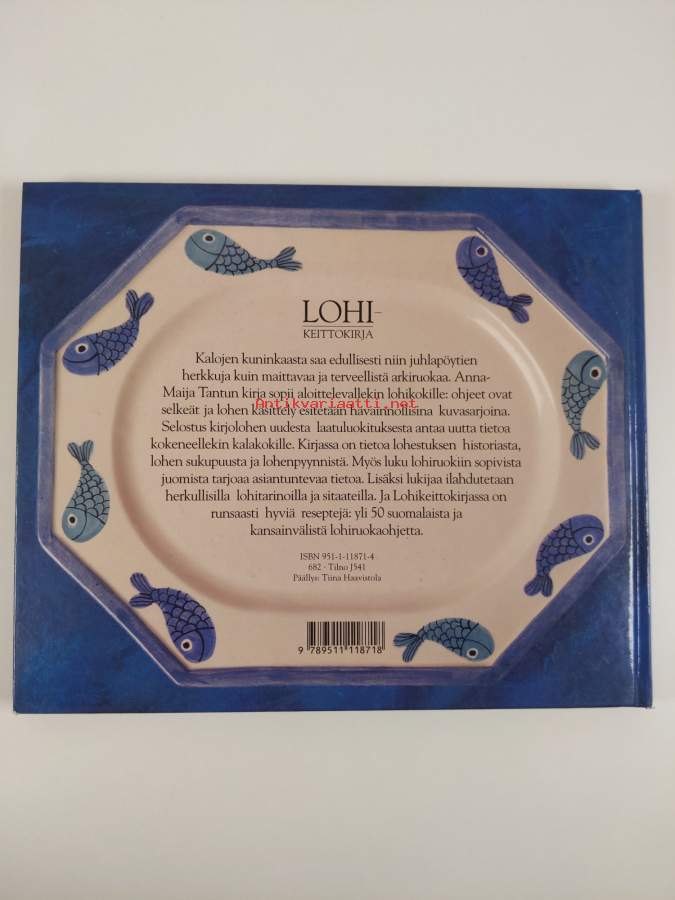 LOHI-
KEITTOKIRJA
Kalojen kuninkaasta saa edullisesti niin juhlapöytien
herkkuja kuin maittavaa ja terveellistä arkiruokaa. Anna-
Maija Tantun kirja sopii aloittelevallekin lohikokille: ohjeet ovat
Antikvariaatti.net
selkeät ja lohen käsittely esitetään havainnollisina kuvasarjoina.
Selostus kirjolohen uudesta laatuluokituksesta antaa uutta tietoa
kokeneellekin kalakokille. Kirjassa on tietoa lohestuksen historiasta,
lohen sukupuusta ja lohenpyynnistä. Myös luku lohiruokiin sopivista
juomista tarjoaa asiantuntevaa tietoa. Lisäksi lukijaa ilahdutetaan
herkullisilla lohitarinoilla ja sitaateilla. Ja Lohikeittokirjassa on
runsaasti hyviä reseptejä: yli 50 suomalaista ja
kansainvälistä lohiruokaohjetta.
ISBN 951-1-11871-4
682 · Tilno J541
Päällys: Tiina Haavistola
9 789511 118718